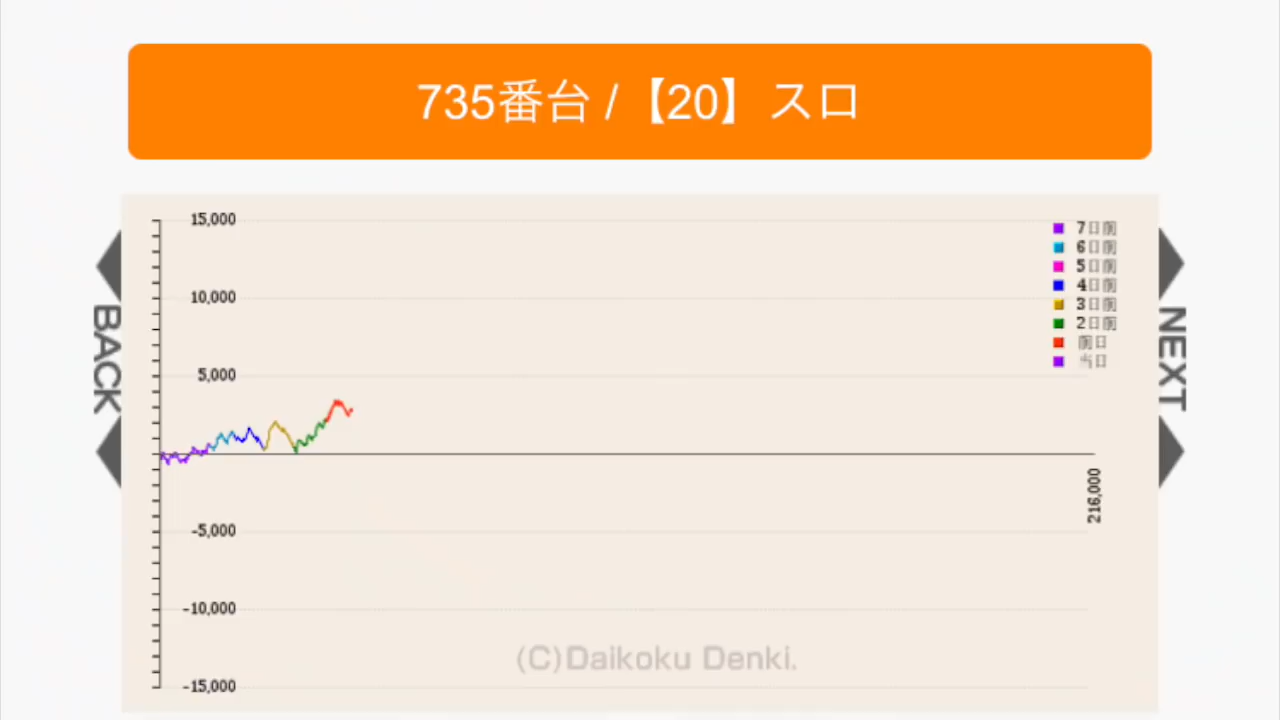 735番台 /【20】スロ
15,000
10,000
5,000
-5,000
-10,000
-15,000
7日前
6日前
5日前
4日前
3日前
2日前
前日
当日
216,000
BACK
NEXT
(C)Daikoku Denki.